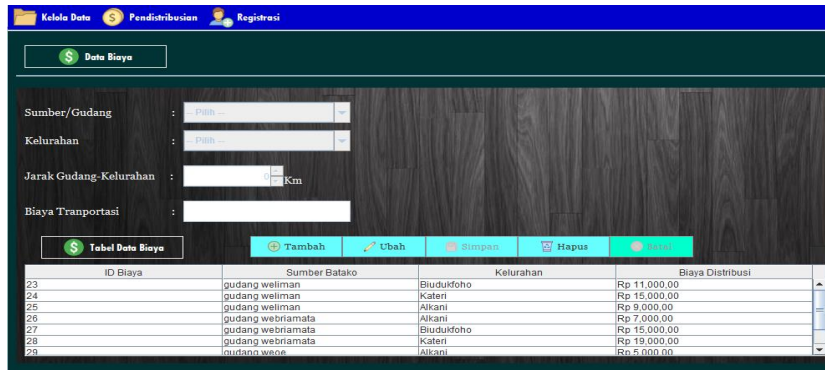 Kelola Data Pendistribusian Registrasi
Data Biaya
Sumber/Gudang : -- Pilih --
Kelurahan : -- Pilih --
Jarak Gudang-Kelurahan : 0 Km
Biaya Tranportasi :
Tabel Data Biaya Tambah Ubah Simpan Hapus Batal
ID Biaya Sumber Batako Kelurahan Biaya Distribusi
23 gudang weliman Biudukfoho Rp 11,000,00
24 gudang weliman Kateri Rp 15,000,00
25 gudang weliman Alkani Rp 9,000,00
26 gudang webriamata Alkani Rp 7,000,00
27 gudang webriamata Biudukfoho Rp 15,000,00
28 gudang webriamata Kateri Rp 19,000,00
29 gudang weoe Alkani Rp 5,000,00